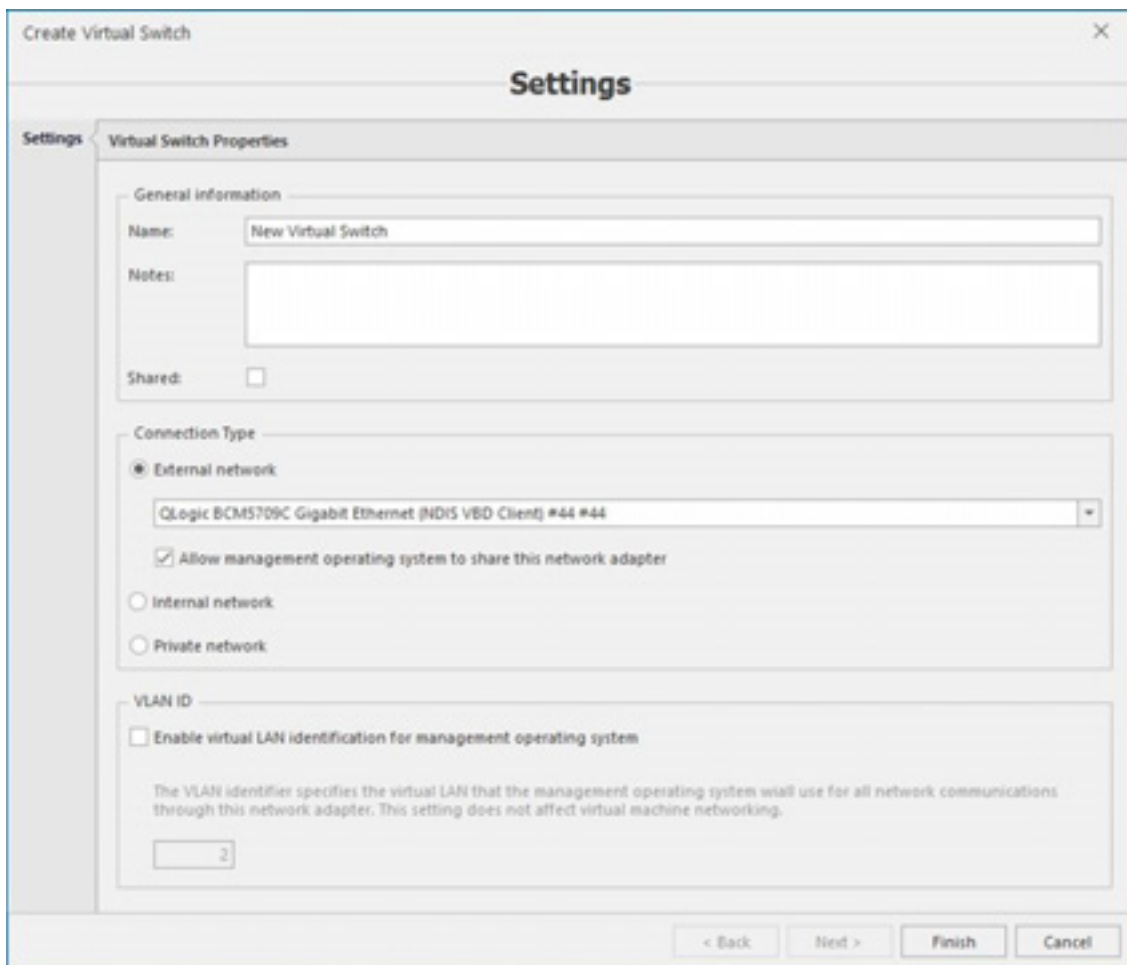 Create Virtual Switch
Settings
Settings
Virtual Switch Properties
General information
Name:
New Virtual Switch
Notes:
Shared:
Connection Type
External network
QLogic BCM5709C Gigabit Ethernet (NDIS VBD Client) #44 #44
Allow management operating system to share this network adapter
Internal network
Private network
VLAN ID
Enable virtual LAN identification for management operating system
The VLAN identifier specifies the virtual LAN that the management operating system wiall use for all network communications
through this network adapter. This setting does not affect virtual machine networking.
2
< Back
Next >
Finish
Cancel